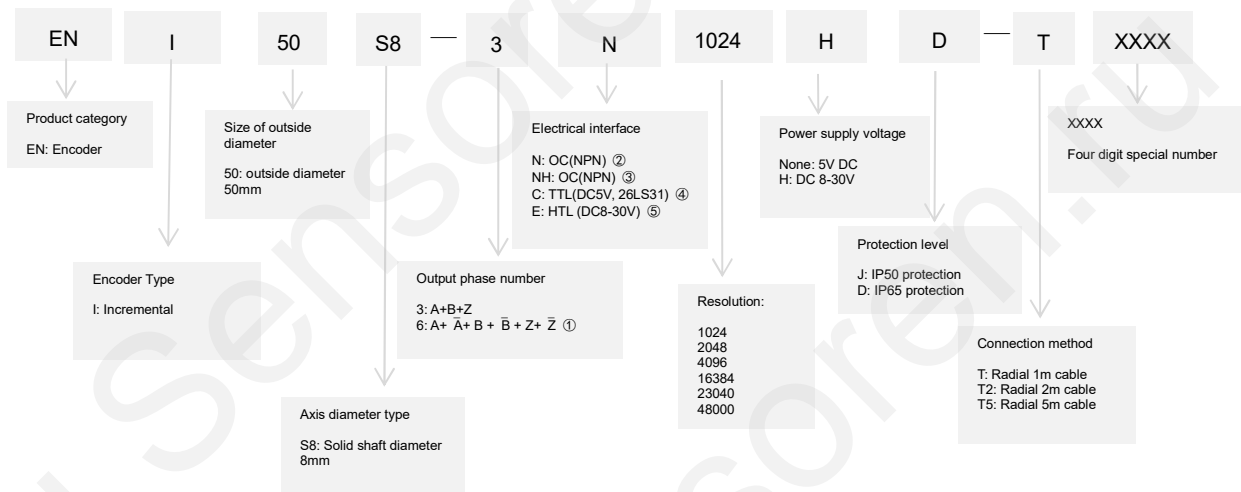 EN I 50 S8 — 3 N 1024 H D — T XXXX
Product category
EN: Encoder
Size of outside
diameter
50: outside diameter
50mm
Electrical interface
N: OC(NPN) ②
NH: OC(NPN) ③
C: TTL(DC5V, 26LS31) ④
E: HTL (DC8-30V) ⑤
Power supply voltage
None: 5V DC
H: DC 8-30V
XXXX
Four digit special number
Encoder Type
I: Incremental
Output phase number
3: A+B+Z
6: A+ A̅+ B + B̅ + Z+ Z̅ ①
Protection level
J: IP50 protection
D: IP65 protection
Resolution:
1024
2048
4096
16384
23040
48000
Connection method
T: Radial 1m cable
T2: Radial 2m cable
T5: Radial 5m cable
Axis diameter type
S8: Solid shaft diameter
8mm